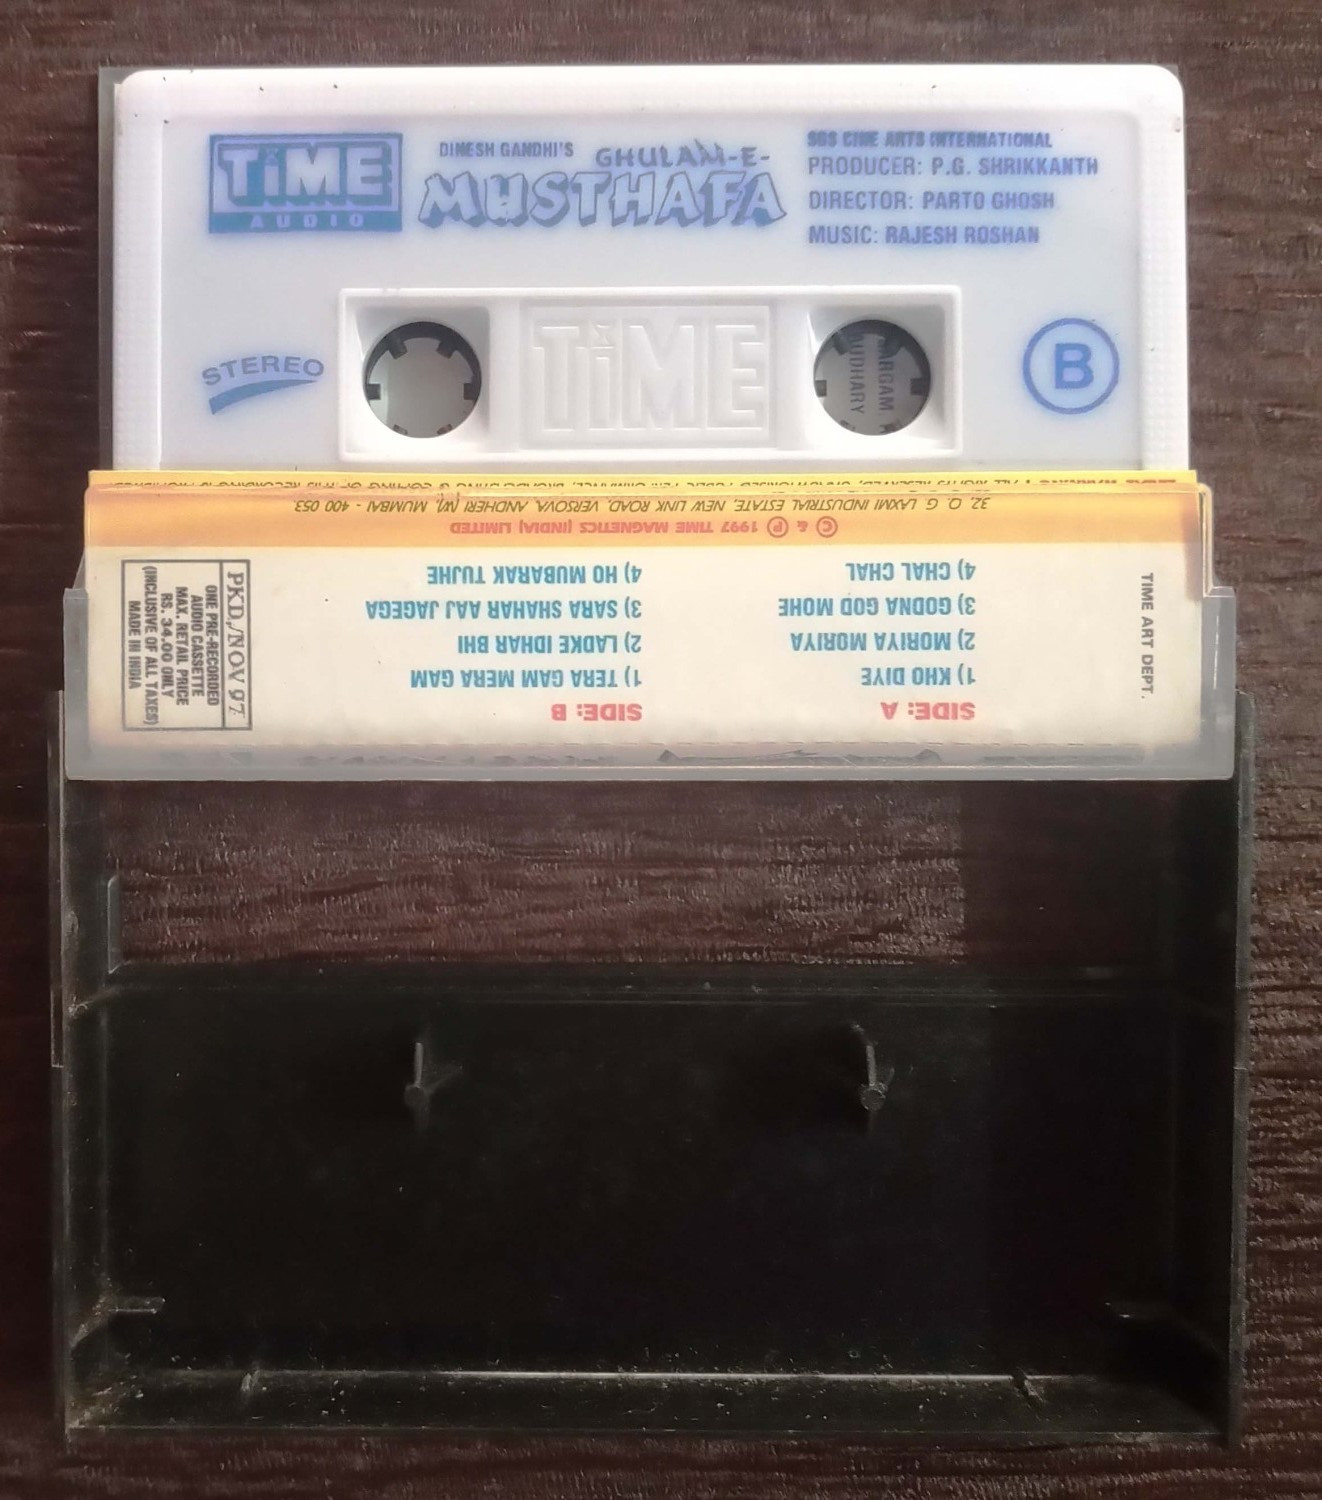 TiME
AUDIO
DINESH GANDHI'S
GHULAM-E-
MUSTHAFA
SGS CINE ARTS INTERNATIONAL
PRODUCER: P.G. SHRIKKANTH
DIRECTOR: PARTO GHOSH
MUSIC: RAJESH ROSHAN
STEREO
TiME
B
SIDE: A
1) KHO DIYE
2) MORIYA MORIYA
3) GODNA GOD MOHE
4) CHAL CHAL
SIDE: B
1) TERA GAM MERA GAM
2) LADKE IDHAR BHI
3) SARA SHAHAR AAJ JAGEGA
4) HO MUBARAK TUJHE
© & ℗ 1997 TIME MAGNETICS (INDIA) LIMITED
32, O. G. LAXMI INDUSTRIAL ESTATE, NEW LINK ROAD, VERSOVA, ANDHERI (W), MUMBAI - 400 053
PKD./NOV 97
ONE PRE-RECORDED
AUDIO CASSETTE
MAX. RETAIL PRICE
RS. 34.00 ONLY
(INCLUSIVE OF ALL TAXES)
MADE IN INDIA
TIME ART DEPT.